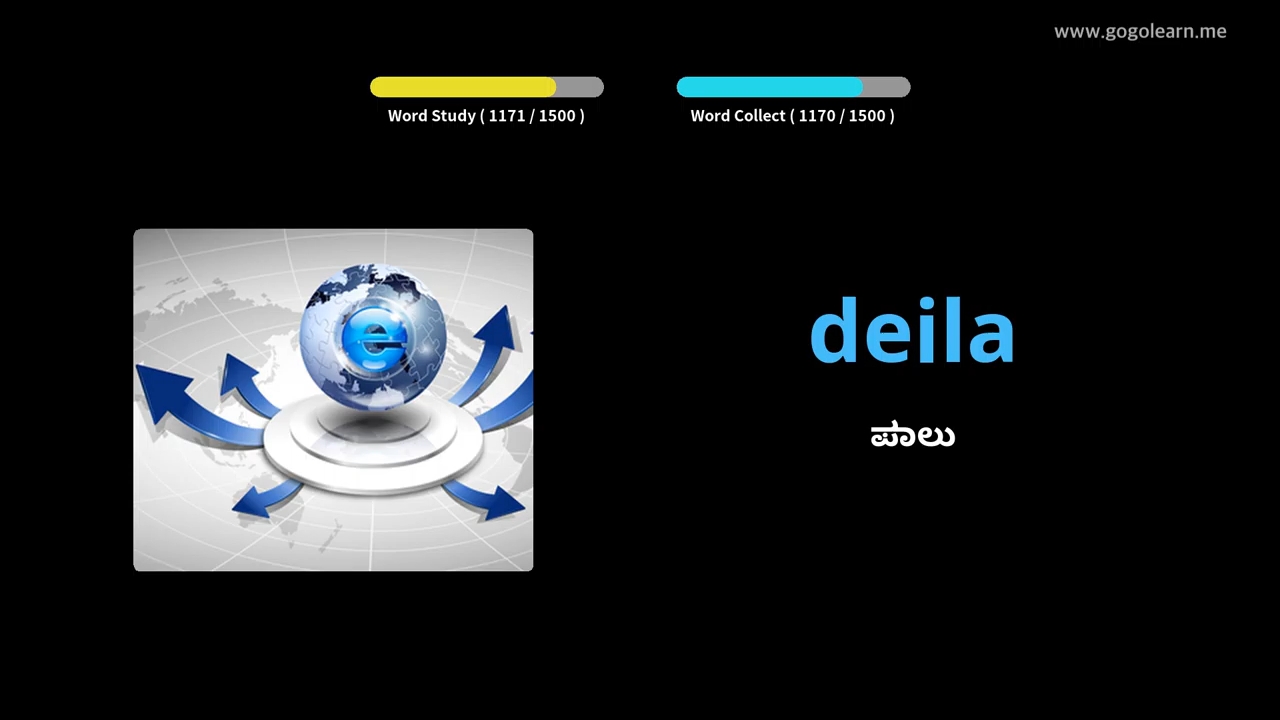 www.gogolearn.me
Word Study ( 1171 / 1500 )
Word Collect ( 1170 / 1500 )
e
deila
ಪಾಲು